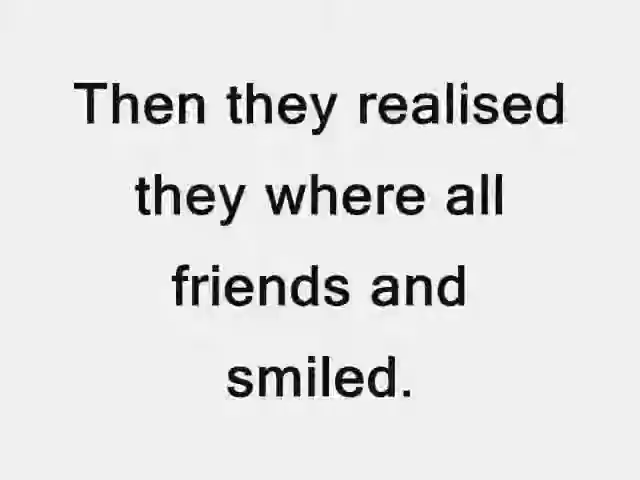 Then they realised
they where all
friends and
smiled.